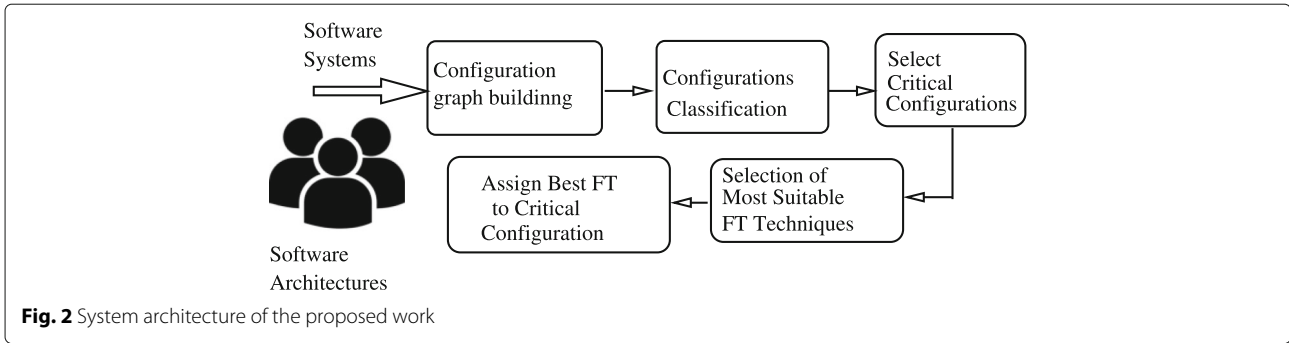 Software
Systems
Configuration
graph buildinng
Configurations
Classification
Select
Critical
Configurations
Selection of
Most Suitable
FT Techniques
Assign Best FT
to Critical
Configuration
Software
Architectures
Fig. 2 System architecture of the proposed work